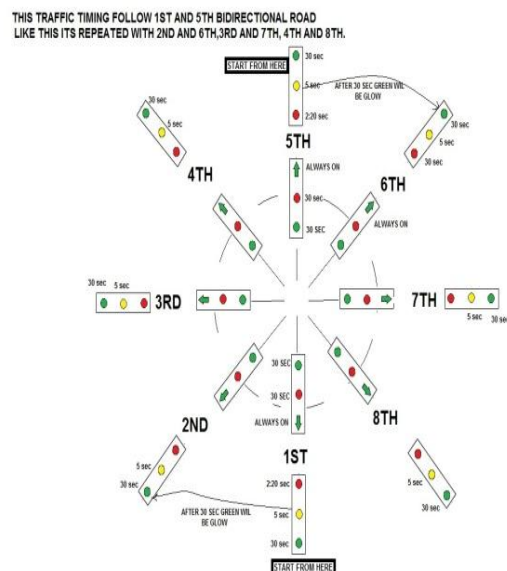 THIS TRAFFIC TIMING FOLLOW 1ST AND 5TH BIDIRECTIONAL ROAD
LIKE THIS ITS REPEATED WITH 2ND AND 6TH,3RD AND 7TH, 4TH AND 8TH.
START FROM HERE
30 sec
5 sec
2:20 sec
AFTER 30 SEC GREEN WIL
BE GLOW
30 sec
5 sec
30 sec
5 sec
30 sec
5TH
4TH
6TH
ALWAYS ON
30 sec
30 SEC
ALWAYS ON
30 sec
5 sec
3RD
7TH
5 sec
30 sec
30 SEC
30 SEC
ALWAYS ON
2ND
8TH
1ST
5 sec
30 sec
2:20 sec
5 sec
30 sec
AFTER 30 SEC GREEN WIL
BE GLOW
5 sec
30 sec
START FROM HERE